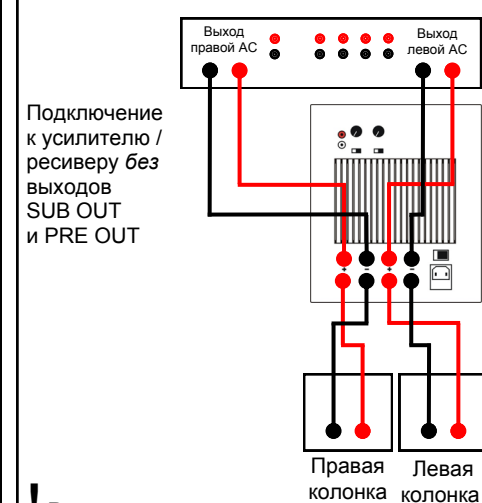 Выход
правой АС
Выход
левой АС
Подключение
к усилителю /
ресиверу без
выходов
SUB OUT
и PRE OUT
+ − + −
Правая
колонка
Левая
колонка
!